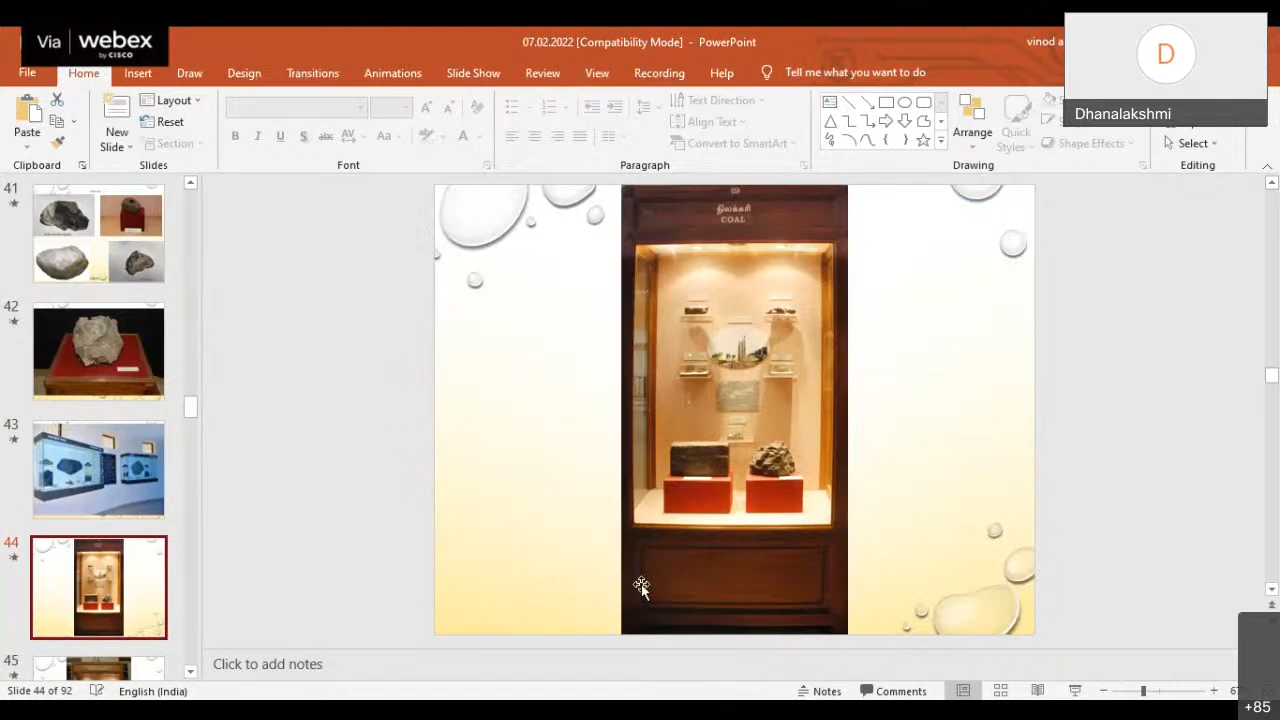 Via webex
by CISCO
07.02.2022 [Compatibility Mode] - PowerPoint
vinod a
D
Dhanalakshmi
File
Home
Insert
Draw
Design
Transitions
Animations
Slide Show
Review
View
Recording
Help
Tell me what you want to do
Paste
Clipboard
New
Slide
Layout
Reset
Section
Slides
B I U S abc AV Aa A
Font
Text Direction
Align Text
Convert to SmartArt
Paragraph
Arrange
Quick
Styles
Shape Effects
Drawing
Select
Editing
41
42
43
44
45
19
நிலக்கரி
COAL
Click to add notes
Slide 44 of 92
English (India)
Notes
Comments
+85